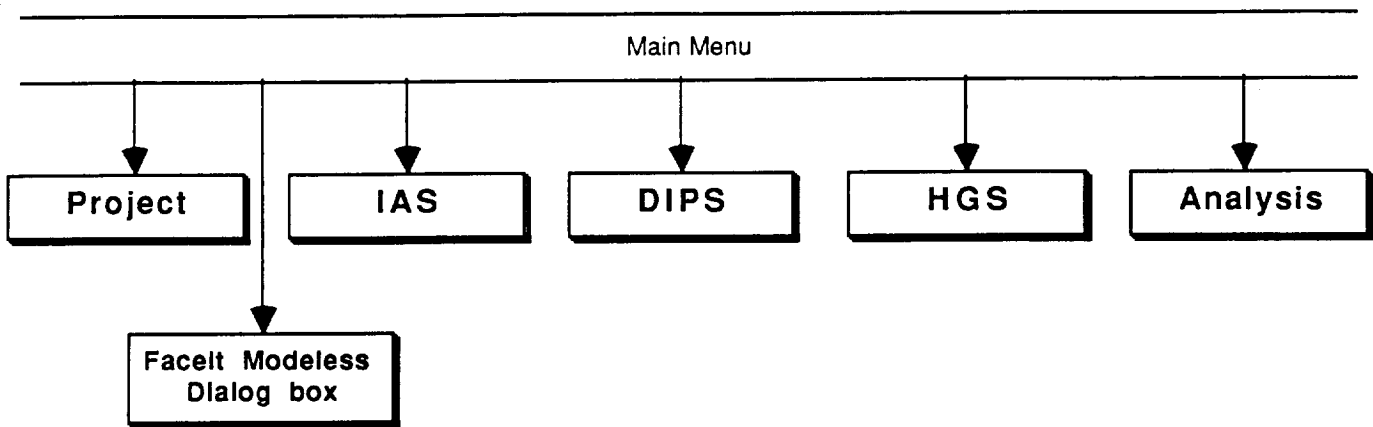 Main Menu
Project
IAS
DIPS
HGS
Analysis
FaceIt Modeless
Dialog box